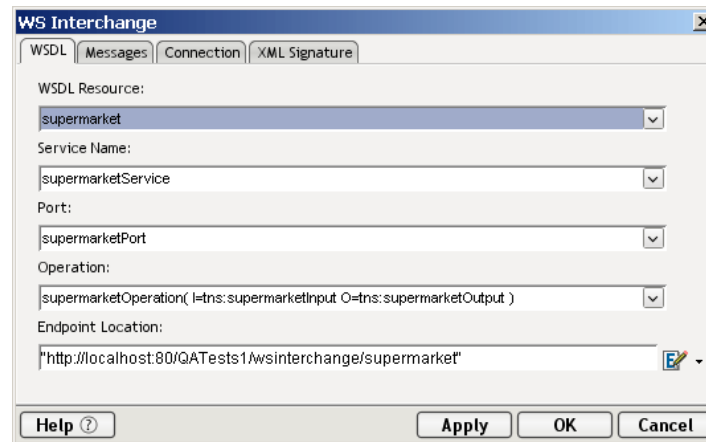 WS Interchange
WSDL Messages Connection XML Signature
WSDL Resource:
supermarket
Service Name:
supermarketService
Port:
supermarketPort
Operation:
supermarketOperation( I=tns:supermarketInput O=tns:supermarketOutput )
Endpoint Location:
"http://localhost:80/QATests1/wsinterchange/supermarket"
Help ? Apply OK Cancel